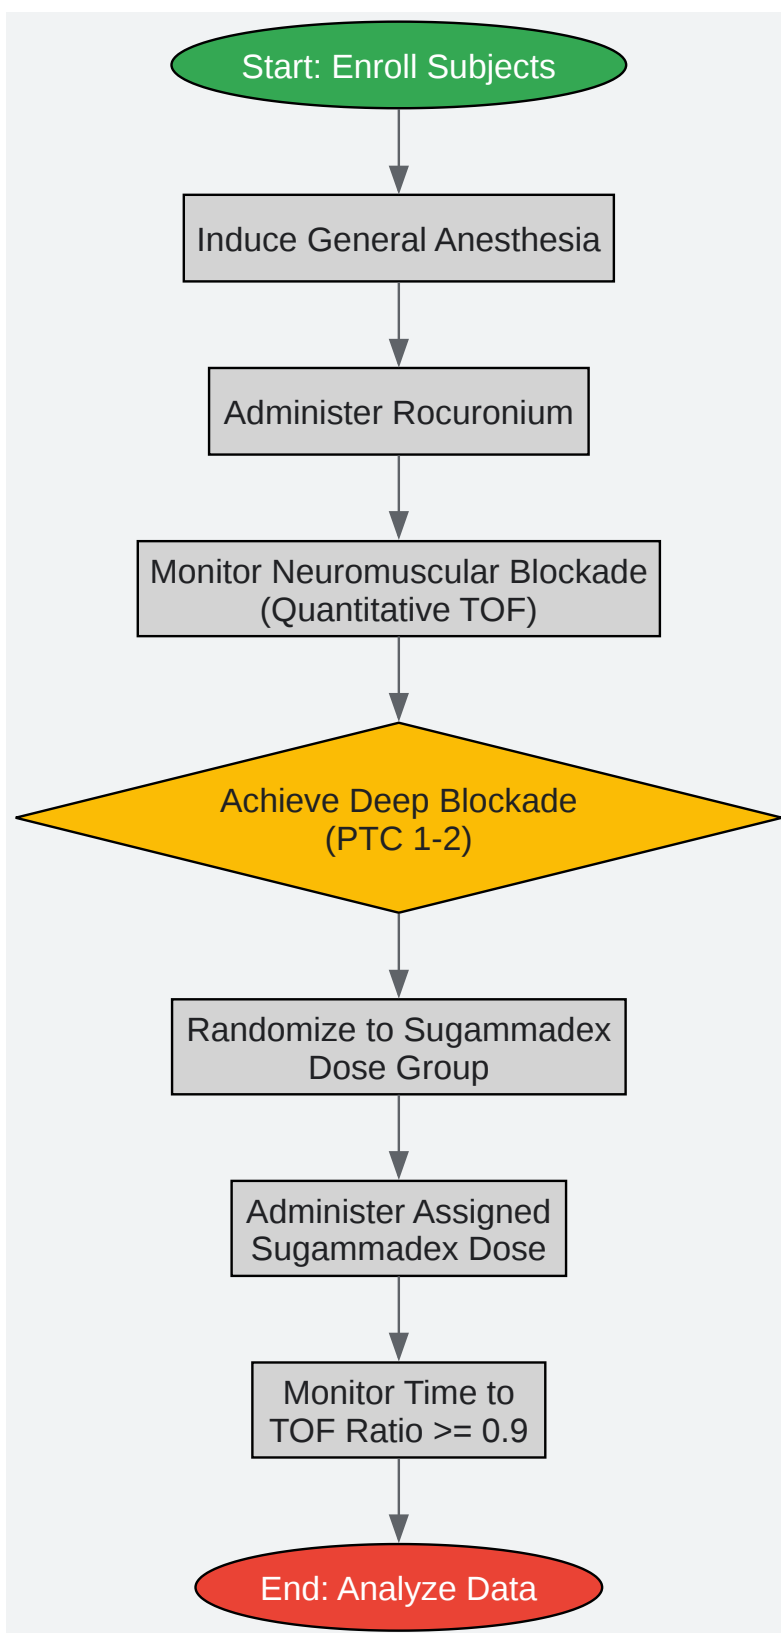 Start: Enroll Subjects
Induce General Anesthesia
Administer Rocuronium
Monitor Neuromuscular Blockade
(Quantitative TOF)
Achieve Deep Blockade
(PTC 1-2)
Randomize to Sugammadex
Dose Group
Administer Assigned
Sugammadex Dose
Monitor Time to
TOF Ratio >= 0.9
End: Analyze Data